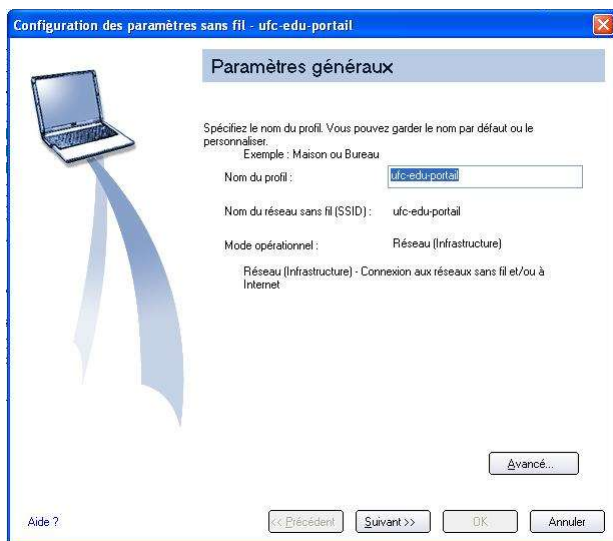 Configuration des paramètres sans fil - ufc-edu-portail
Paramètres généraux
Spécifiez le nom du profil. Vous pouvez garder le nom par défaut ou le
personnaliser.
Exemple : Maison ou Bureau
Nom du profil : ufc-edu-portail
Nom du réseau sans fil (SSID) : ufc-edu-portail
Mode opérationnel : Réseau (Infrastructure)
Réseau (Infrastructure) - Connexion aux réseaux sans fil et/ou à
Internet
Avancé...
Aide ? << Précédent Suivant >> OK Annuler